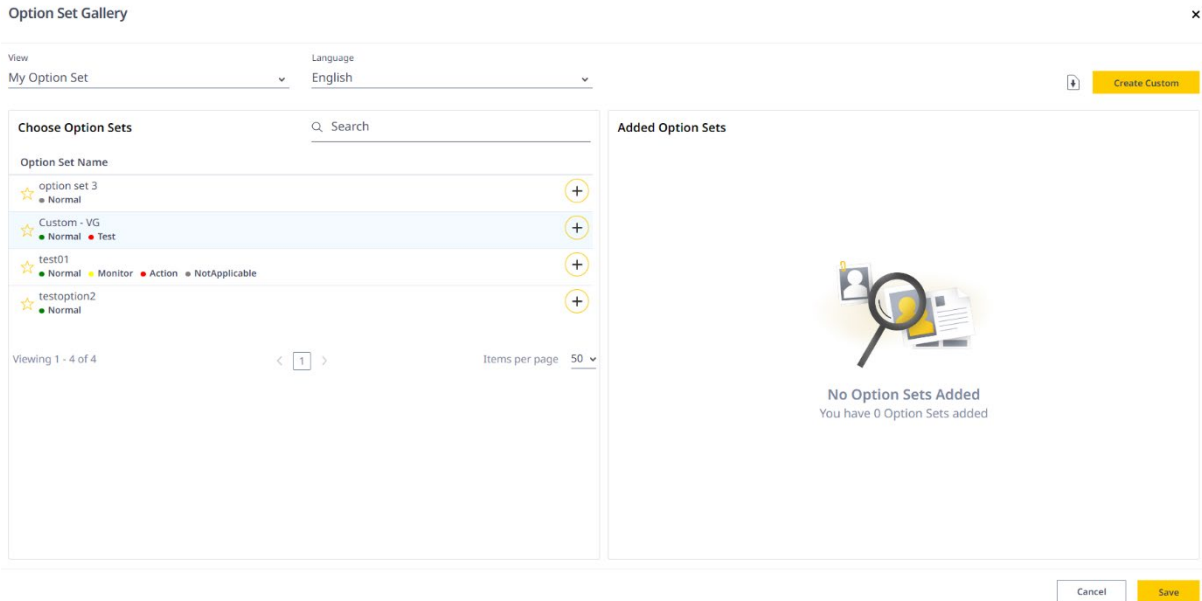 Option Set Gallery
View
Language
My Option Set
English
Create Custom
Choose Option Sets
Search
Added Option Sets
Option Set Name
option set 3
Normal
Custom - VG
Normal Test
test01
Normal Monitor Action NotApplicable
testoption2
Normal
Viewing 1 - 4 of 4
1
Items per page 50
No Option Sets Added
You have 0 Option Sets added
Cancel
Save